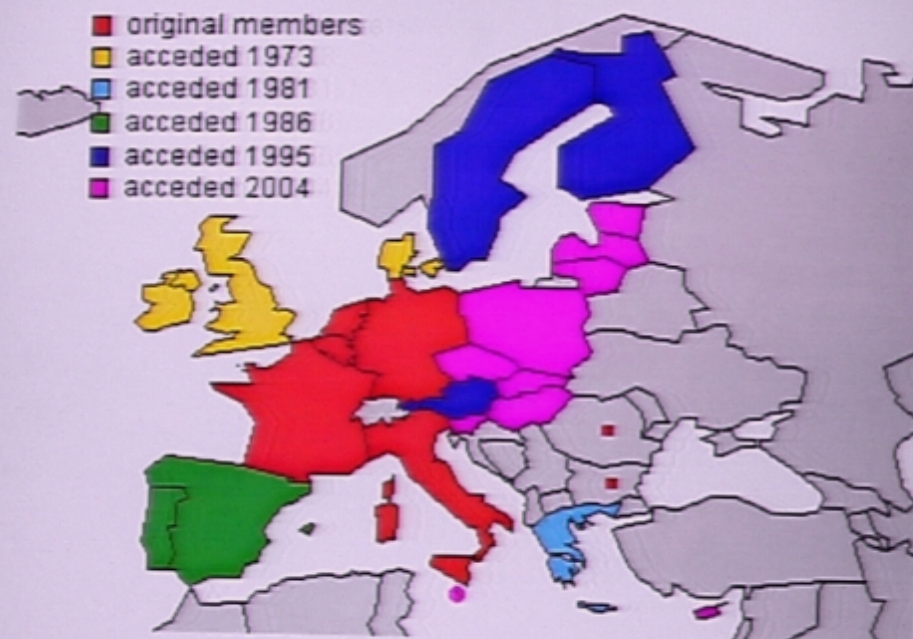 original members
acceded 1973
acceded 1981
acceded 1986
acceded 1995
acceded 2004